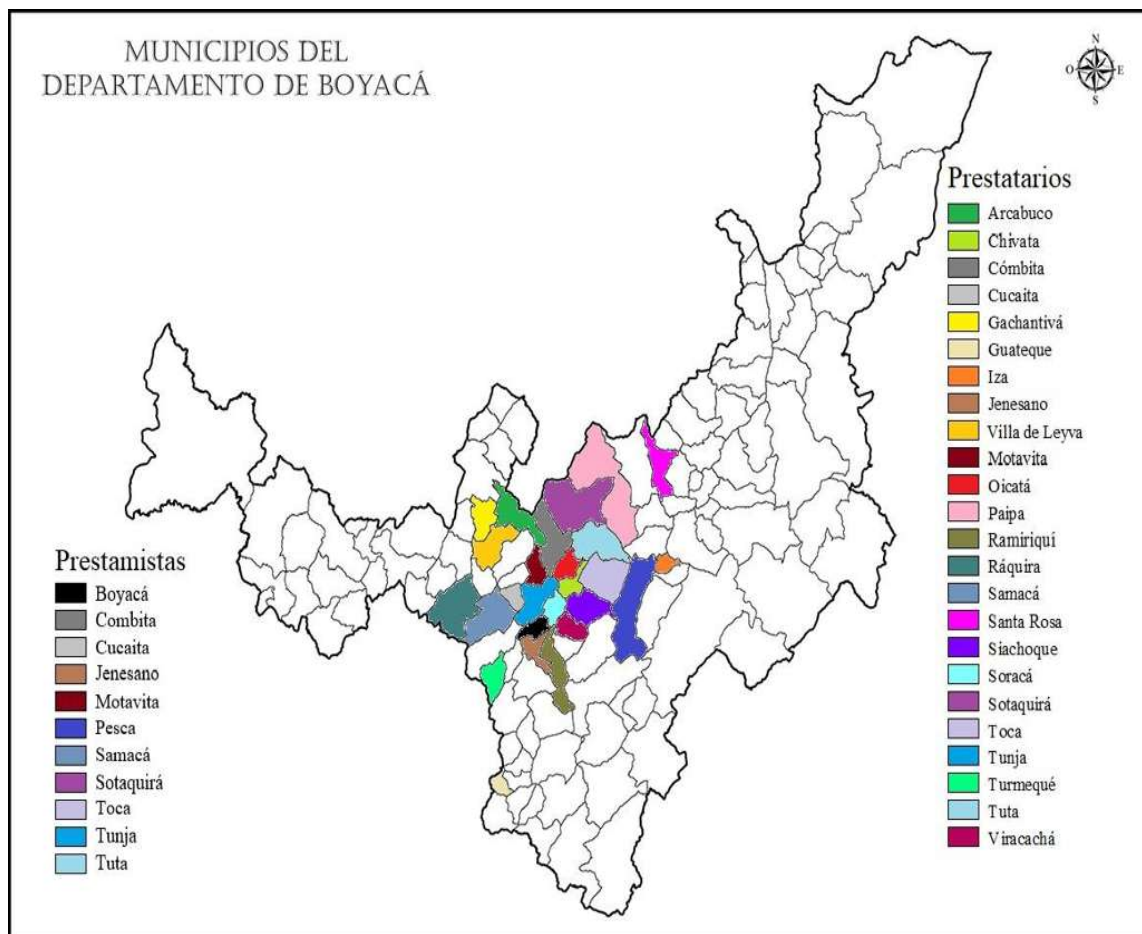 MUNICIPIOS DEL
DEPARTAMENTO DE BOYACÁ
N
O
E
S
Prestamistas
Boyacá
Combita
Cucaita
Jenesano
Motavita
Pesca
Samacá
Sotaquirá
Toca
Tunja
Tuta
Prestatarios
Arcabuco
Chivata
Cómbita
Cucaita
Gachantivá
Guateque
Iza
Jenesano
Villa de Leyva
Motavita
Oicatá
Paipa
Ramiriquí
Ráquira
Samacá
Santa Rosa
Siachoque
Soracá
Sotaquirá
Toca
Tunja
Turmequé
Tuta
Viracachá